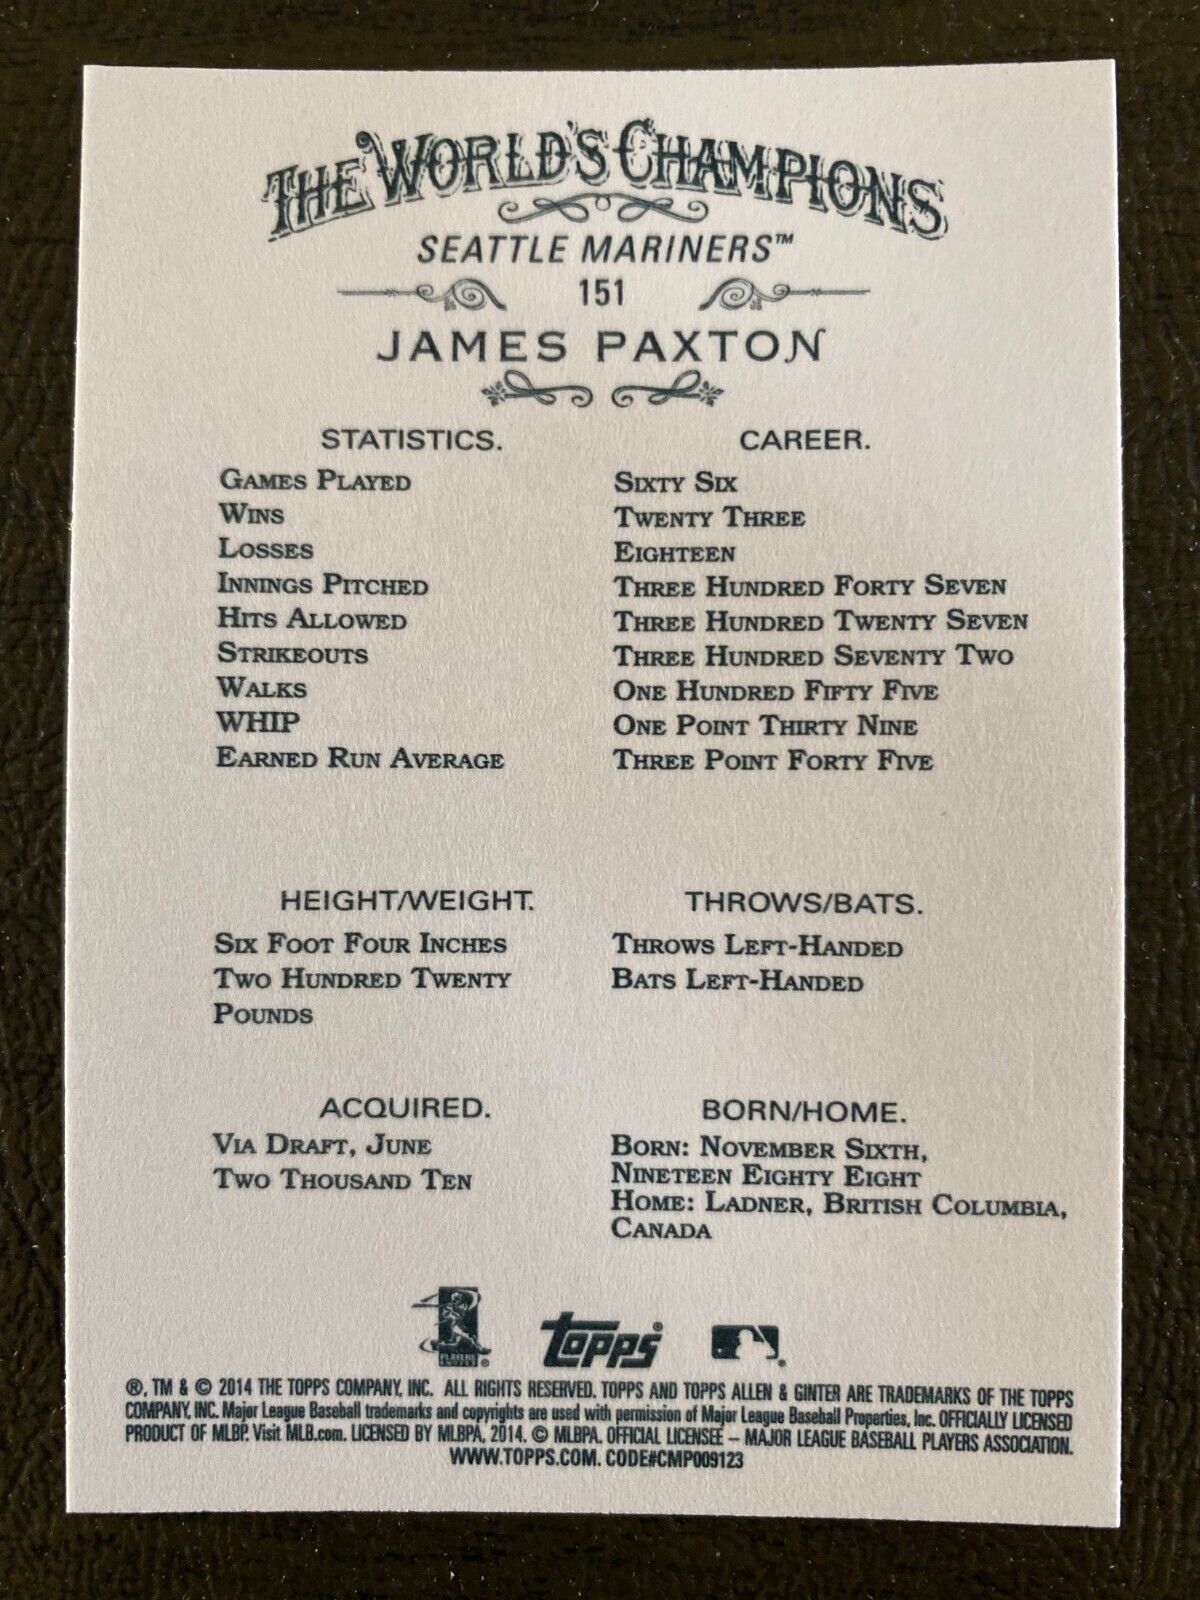 THE WORLD'S CHAMPIONS
SEATTLE MARINERS™
151
JAMES PAXTON
STATISTICS. CAREER.
GAMES PLAYED SIXTY SIX
WINS TWENTY THREE
LOSSES EIGHTEEN
INNINGS PITCHED THREE HUNDRED FORTY SEVEN
HITS ALLOWED THREE HUNDRED TWENTY SEVEN
STRIKEOUTS THREE HUNDRED SEVENTY TWO
WALKS ONE HUNDRED FIFTY FIVE
WHIP ONE POINT THIRTY NINE
EARNED RUN AVERAGE THREE POINT FORTY FIVE
HEIGHT/WEIGHT.
SIX FOOT FOUR INCHES
TWO HUNDRED TWENTY
POUNDS
THROWS/BATS.
THROWS LEFT-HANDED
BATS LEFT-HANDED
ACQUIRED.
VIA DRAFT, JUNE
TWO THOUSAND TEN
BORN/HOME.
BORN: NOVEMBER SIXTH,
NINETEEN EIGHTY EIGHT
HOME: LADNER, BRITISH COLUMBIA,
CANADA
PLAYERS CHOICE® Topps®
®, TM & © 2014 THE TOPPS COMPANY, INC. ALL RIGHTS RESERVED. TOPPS AND TOPPS ALLEN & GINTER ARE TRADEMARKS OF THE TOPPS
COMPANY, INC. Major League Baseball trademarks and copyrights are used with permission of Major League Baseball Properties, Inc. OFFICIALLY LICENSED
PRODUCT OF MLBP. Visit MLB.com. LICENSED BY MLBPA, 2014. © MLBPA. OFFICIAL LICENSEE – MAJOR LEAGUE BASEBALL PLAYERS ASSOCIATION.
WWW.TOPPS.COM. CODE#CMP009123